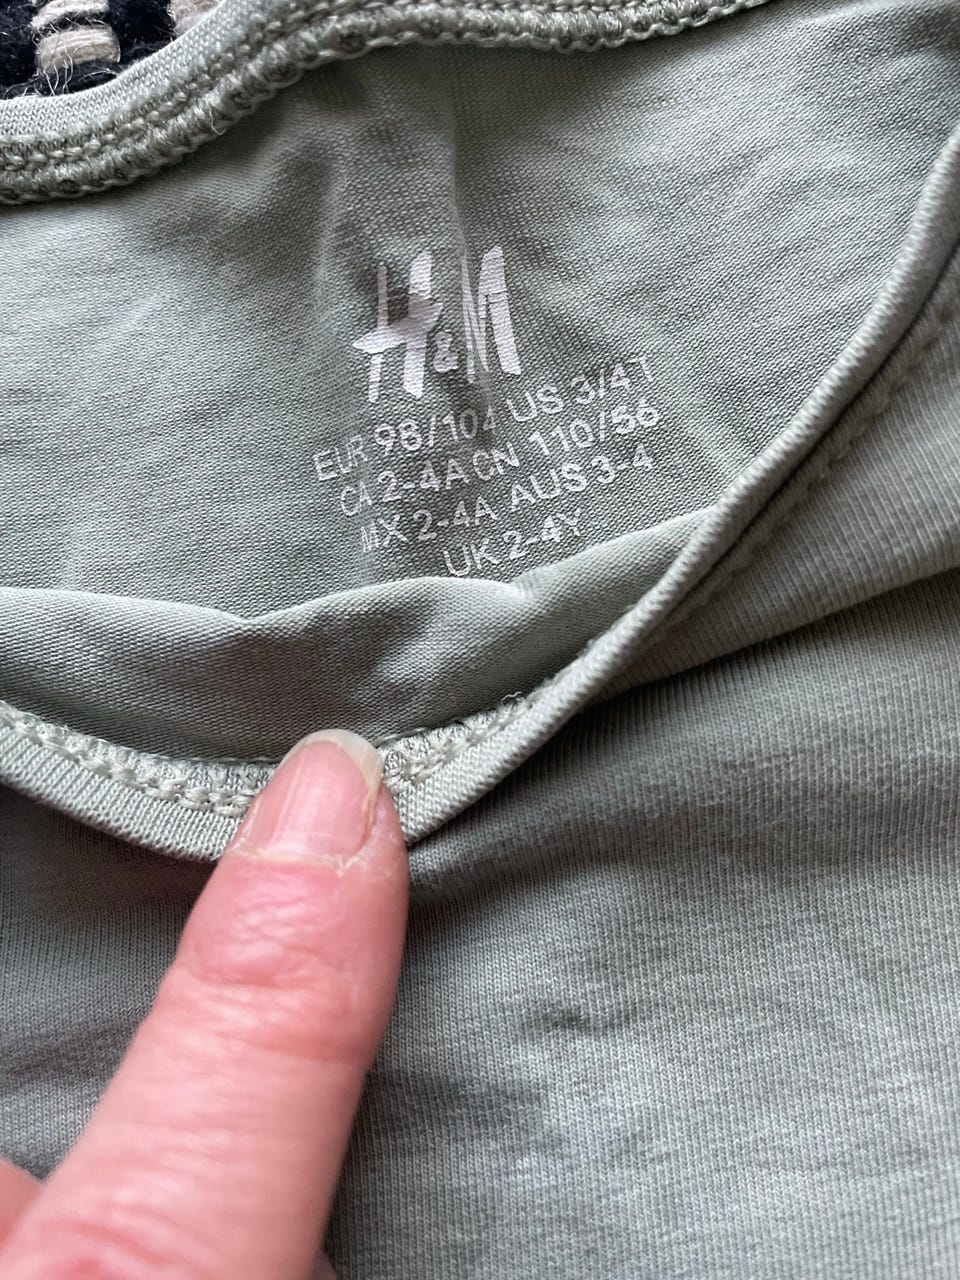 H&M
EUR 98/104 US 3/4T
CA 2-4A CN 110/56
MX 2-4A AUS 3-4
UK 2-4Y